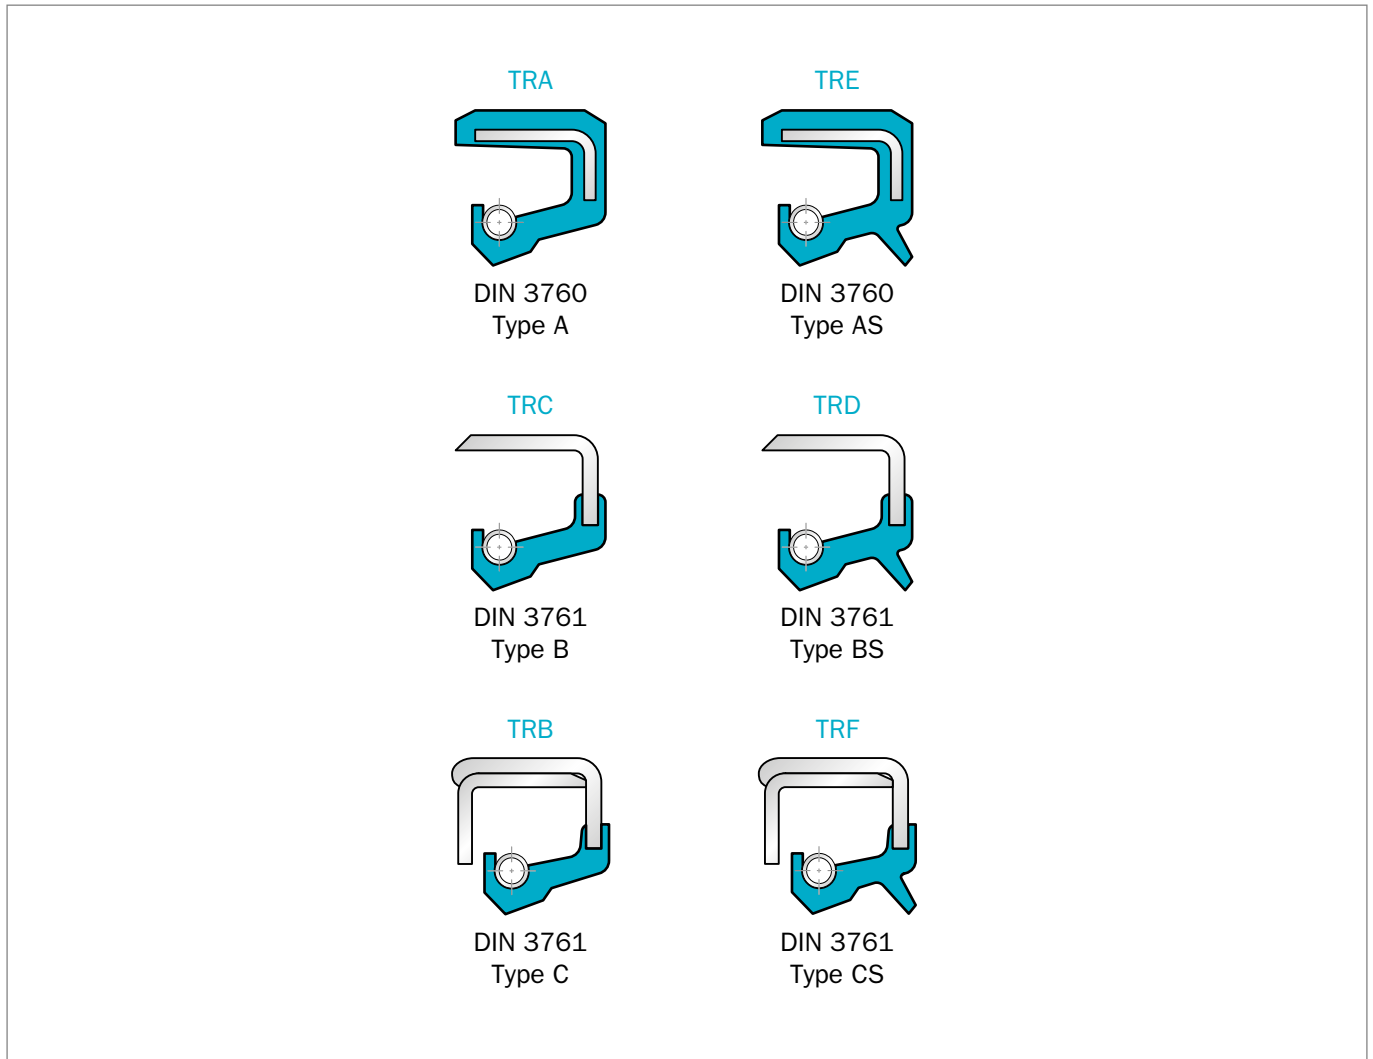 TRA
TRE
DIN 3760
Type A
DIN 3760
Type AS
TRC
TRD
DIN 3761
Type B
DIN 3761
Type BS
TRB
TRF
DIN 3761
Type C
DIN 3761
Type CS